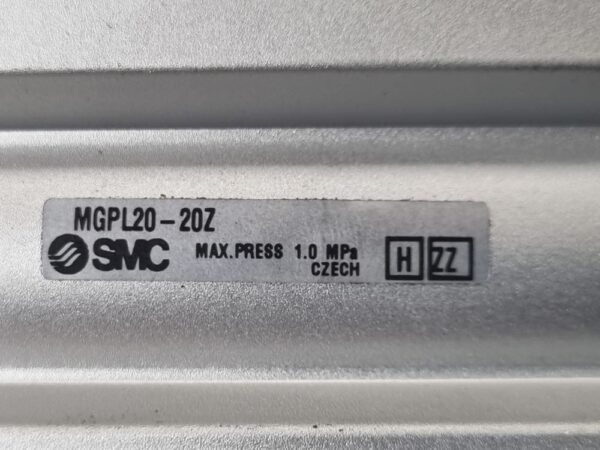 MGPL20-20Z
SMC MAX.PRESS 1.0 MPa
CZECH
H ZZ